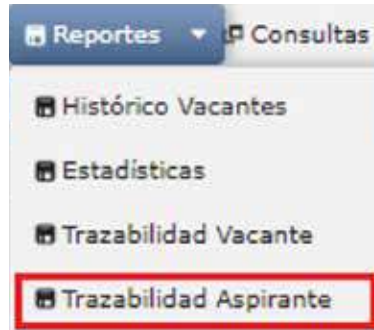 Reportes Consultas
Histórico Vacantes
Estadísticas
Trazabilidad Vacante
Trazabilidad Aspirante